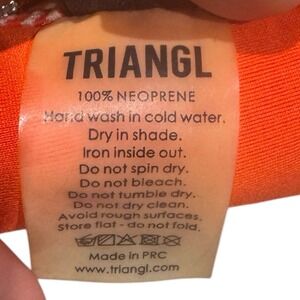 TRIANGL
100% NEOPRENE
Hand wash in cold water.
Dry in shade.
Iron inside out.
Do not spin dry.
Do not bleach.
Do not tumble dry.
Do not dry clean.
Avoid rough surfaces.
Store flat - do not fold.
Made in PRC
www.triangl.com